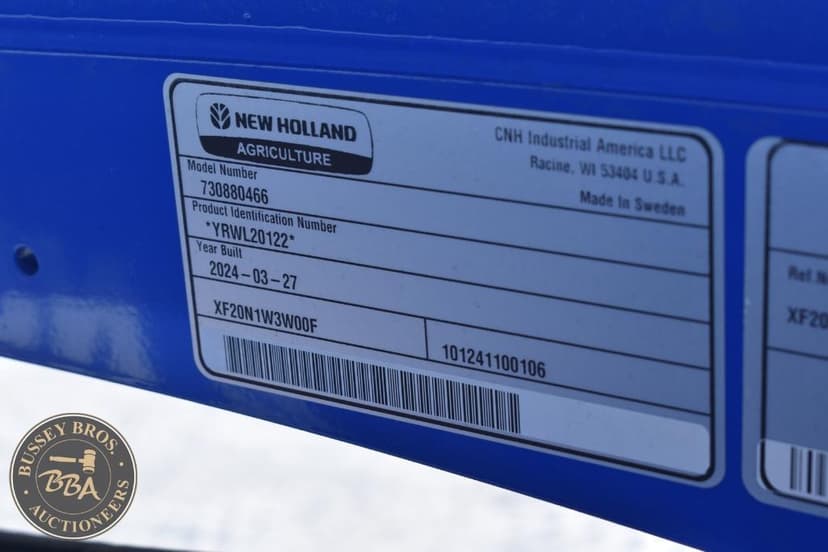 NEW HOLLAND
AGRICULTURE
CNH Industrial America LLC
Racine, WI 53404 U.S.A.
Made in Sweden
Model Number
730880466
Product Identification Number
*YRWL20122*
Year Built
2024-03-27
XF20N1W3W00F
101241100106
Ref.N
XF20
BUSSEY BROS.
BBA
AUCTIONEERS